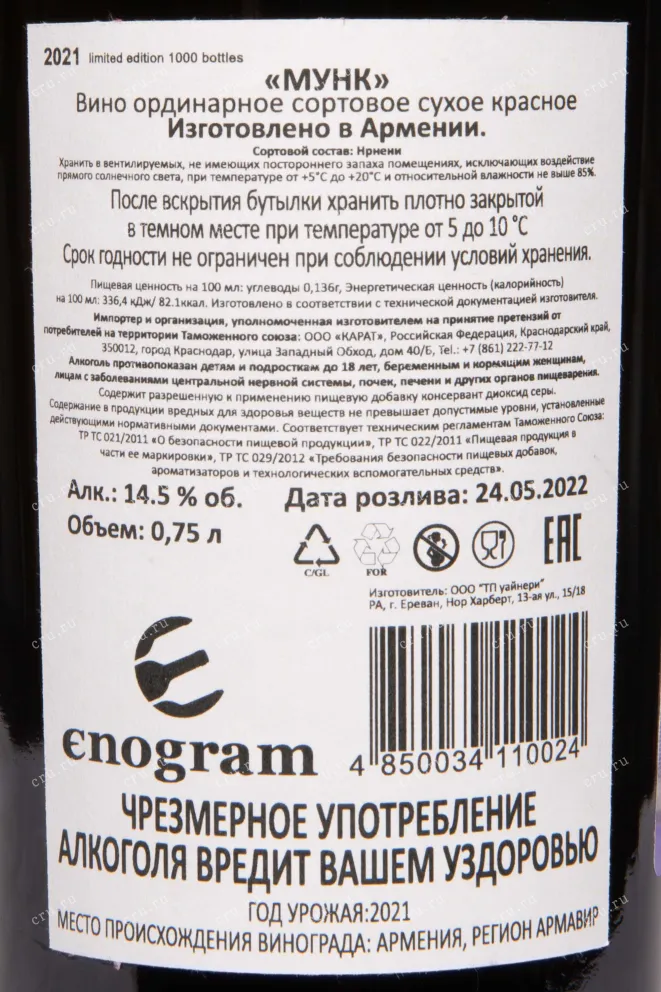 2021 limited edition 1000 bottles
«МУНК»
Вино ординарное сортовое сухое красное
Изготовлено в Армении.
Сортовой состав: Нрнени
Хранить в вентилируемых, не имеющих постороннего запаха помещениях, исключающих воздействие
прямого солнечного света, при температуре от +5°С до +20°С и относительной влажности не выше 85%.
После вскрытия бутылки хранить плотно закрытой
в темном месте при температуре от 5 до 10 °С
Срок годности не ограничен при соблюдении условий хранения.
Пищевая ценность на 100 мл: углеводы 0,136г, Энергетическая ценность (калорийность)
на 100 мл: 336,4 кДж/ 82.1ккал. Изготовлено в соответствии с технической документацией изготовителя.
Импортер и организация, уполномоченная изготовителем на принятие претензий от
потребителей на территории Таможенного союза: ООО «КАРАТ», Российская Федерация, Краснодарский край,
350012, город Краснодар, улица Западный Обход, дом 40/Б, Tel.: +7 (861) 222-77-12
Алкоголь противопоказан детям и подросткам до 18 лет, беременным и кормящим женщинам,
лицам с заболеваниями центральной нервной системы, почек, печени и других органов пищеварения.
Содержит разрешенную к применению пищевую добавку консервант диоксид серы.
Содержание в продукции вредных для здоровья веществ не превышает допустимые уровни, установленные
действующими нормативными документами. Соответствует техническим регламентам Таможенного Союза:
ТР ТС 021/2011 «О безопасности пищевой продукции», ТР ТС 022/2011 «Пищевая продукция в
части ее маркировки», ТР ТС 029/2012 «Требования безопасности пищевых добавок,
ароматизаторов и технологических вспомогательных средств».
Алк.: 14.5 % об. Дата розлива: 24.05.2022
Объем: 0,75 л
C/GL FOR EAC
Изготовитель: ООО "ТП уайнери"
РА, г. Ереван, Нор Харберт, 13-ая ул., 15/18
enogram
4 850034 110024
ЧРЕЗМЕРНОЕ УПОТРЕБЛЕНИЕ
АЛКОГОЛЯ ВРЕДИТ ВАШЕМ УЗДОРОВЬЮ
ГОД УРОЖАЯ:2021
МЕСТО ПРОИСХОЖДЕНИЯ ВИНОГРАДА: АРМЕНИЯ, РЕГИОН АРМАВИР